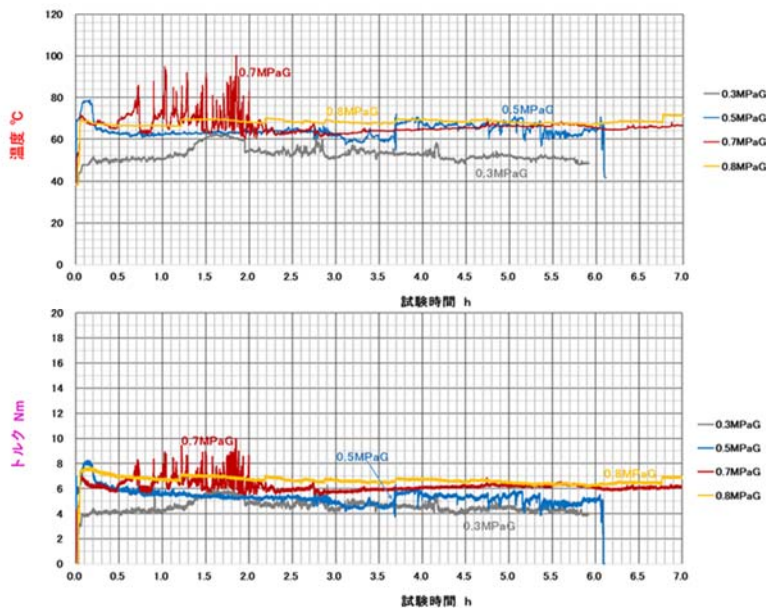 120
100
80
60
40
20
0
温度 ℃
0.7MPaG
0.8MPaG
0.5MPaG
0.3MPaG
0.3MPaG
0.5MPaG
0.7MPaG
0.8MPaG
0.0 0.5 1.0 1.5 2.0 2.5 3.0 3.5 4.0 4.5 5.0 5.5 6.0 6.5 7.0
試験時間 h
20
18
16
14
12
10
8
6
4
2
0
トルク Nm
0.7MPaG
0.5MPaG
0.8MPaG
0.3MPaG
0.3MPaG
0.5MPaG
0.7MPaG
0.8MPaG
0.0 0.5 1.0 1.5 2.0 2.5 3.0 3.5 4.0 4.5 5.0 5.5 6.0 6.5 7.0
試験時間 h